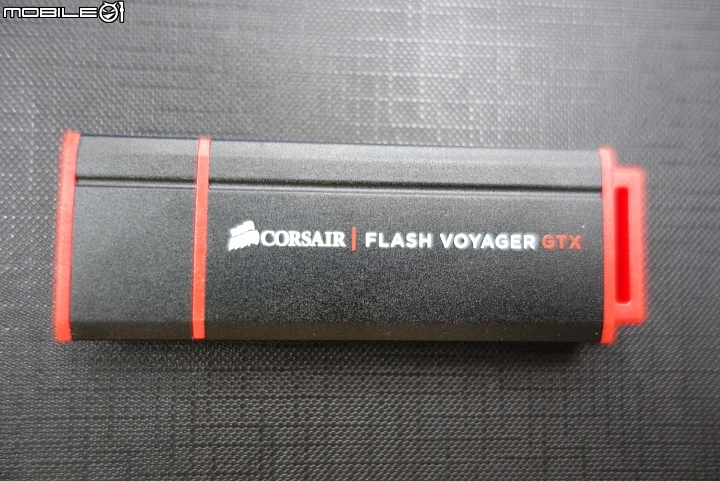 MOBILE01
CORSAIR | FLASH VOYAGER GTX